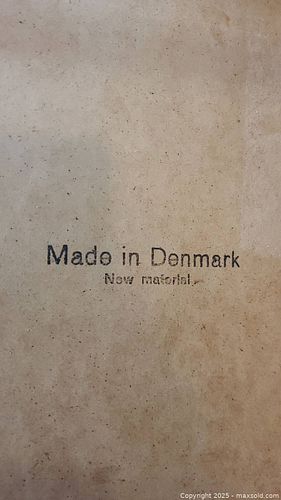 Made in Denmark
New material
Copyright © 2025 - maxsold.com